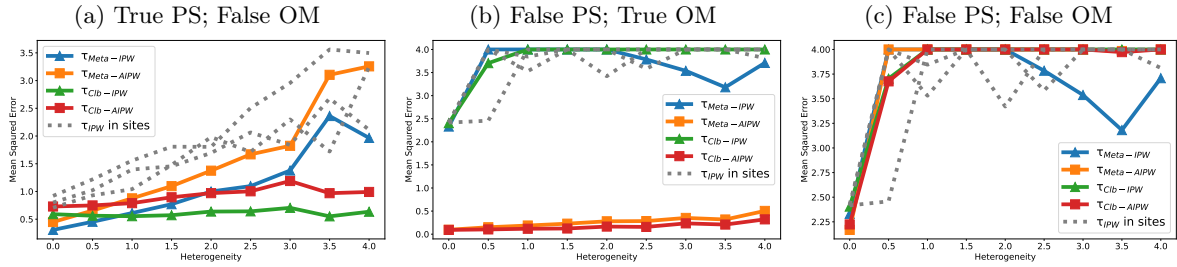 (a) True PS; False OM
Mean Sqaured Error
3.5
3.0
2.5
2.0
1.5
1.0
0.5
τMeta−IPW
τMeta−AIPW
τClb−IPW
τClb−AIPW
τIPW in sites
0.0 0.5 1.0 1.5 2.0 2.5 3.0 3.5 4.0
Heterogeneity
(b) False PS; True OM
Mean Sqaured Error
4.0
3.5
3.0
2.5
2.0
1.5
1.0
0.5
0.0
τMeta−IPW
τMeta−AIPW
τClb−IPW
τClb−AIPW
τIPW in sites
0.0 0.5 1.0 1.5 2.0 2.5 3.0 3.5 4.0
Heterogeneity
(c) False PS; False OM
Mean Sqaured Error
4.00
3.75
3.50
3.25
3.00
2.75
2.50
2.25
τMeta−IPW
τMeta−AIPW
τClb−IPW
τClb−AIPW
τIPW in sites
0.0 0.5 1.0 1.5 2.0 2.5 3.0 3.5 4.0
Heterogeneity